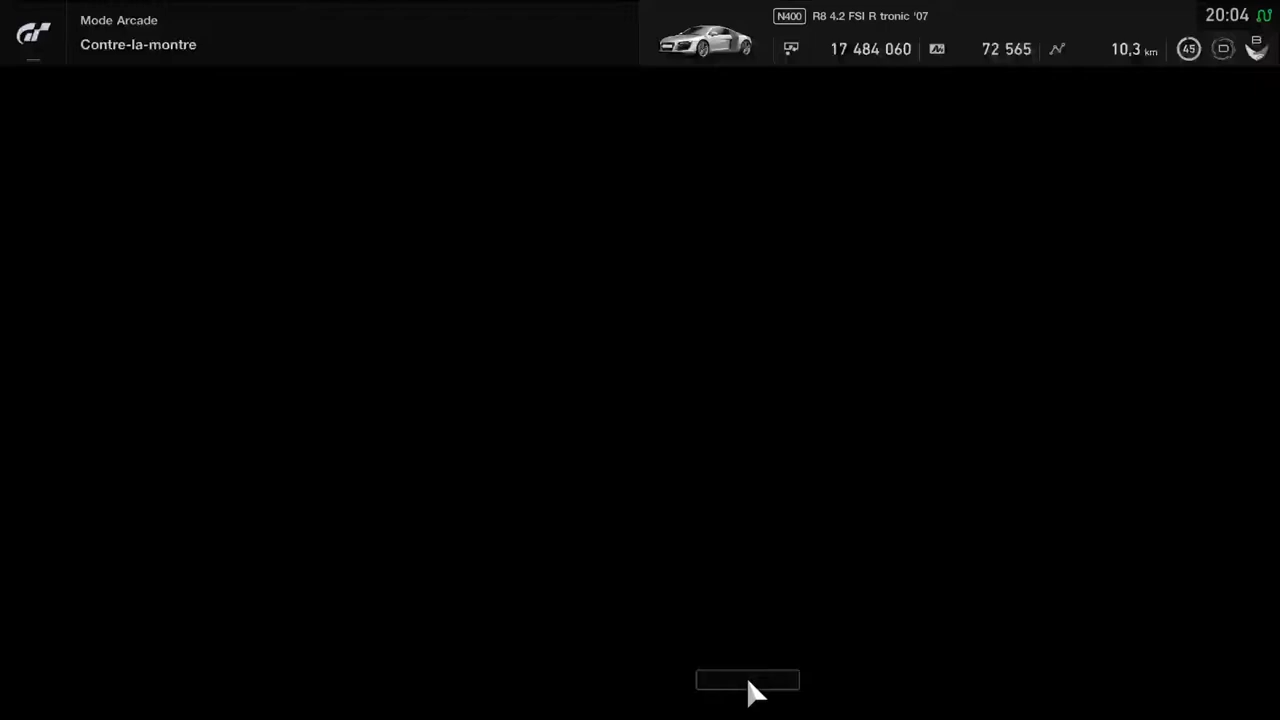 Mode Arcade
Contre-la-montre
N400 R8 4.2 FSI R tronic '07
20:04
17 484 060
72 565
10,3 km
45
D
B